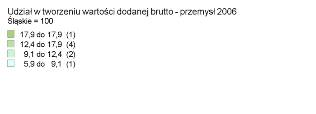 Udział w tworzeniu wartości dodanej brutto - przemysł 2006
Śląskie = 100
17,9 do 17,9 (1)
12,4 do 17,9 (4)
9,1 do 12,4 (2)
5,9 do 9,1 (1)